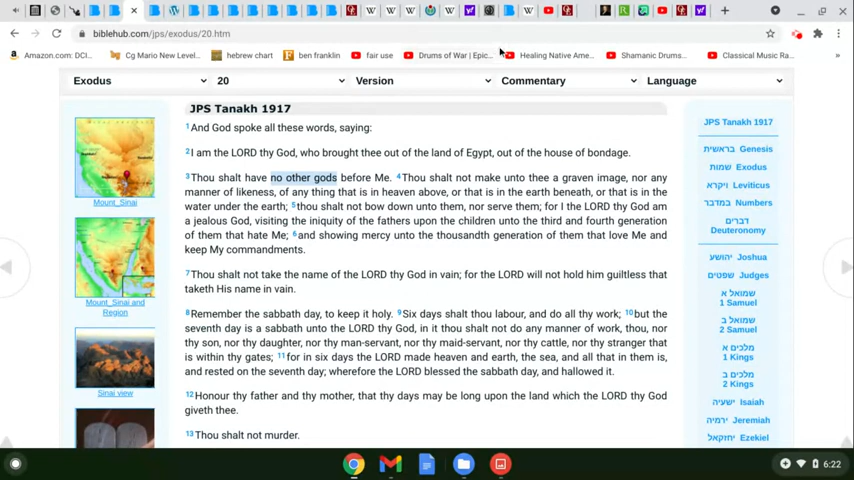 biblehub.com/jps/exodus/20.htm
Amazon.com: DCI... Cg Mario New Level... hebrew chart ben franklin fair use Drums of War | Epic... Healing Native Ame... Shamanic Drums... Classical Music Ra... »
Exodus 20 Version Commentary Language
JPS Tanakh 1917
1And God spoke all these words, saying:
2I am the LORD thy God, who brought thee out of the land of Egypt, out of the house of bondage.
3Thou shalt have no other gods before Me. 4Thou shalt not make unto thee a graven image, nor any
manner of likeness, of any thing that is in heaven above, or that is in the earth beneath, or that is in the
water under the earth; 5thou shalt not bow down unto them, nor serve them; for I the LORD thy God am
a jealous God, visiting the iniquity of the fathers upon the children unto the third and fourth generation
of them that hate Me; 6and showing mercy unto the thousandth generation of them that love Me and
keep My commandments.
7Thou shalt not take the name of the LORD thy God in vain; for the LORD will not hold him guiltless that
taketh His name in vain.
8Remember the sabbath day, to keep it holy. 9Six days shalt thou labour, and do all thy work; 10but the
seventh day is a sabbath unto the LORD thy God, in it thou shalt not do any manner of work, thou, nor
thy son, nor thy daughter, nor thy man-servant, nor thy maid-servant, nor thy cattle, nor thy stranger that
is within thy gates; 11for in six days the LORD made heaven and earth, the sea, and all that in them is,
and rested on the seventh day; wherefore the LORD blessed the sabbath day, and hallowed it.
12Honour thy father and thy mother, that thy days may be long upon the land which the LORD thy God
giveth thee.
13Thou shalt not murder.
Mount_Sinai
Mount_Sinai and
Region
Sinai view
JPS Tanakh 1917
בראשית Genesis
שמות Exodus
ויקרא Leviticus
במדבר Numbers
דברים
Deuteronomy
יהושע Joshua
שפטים Judges
שמואל א
1 Samuel
שמואל ב
2 Samuel
מלכים א
1 Kings
מלכים ב
2 Kings
ישעיה Isaiah
ירמיה Jeremiah
יחזקאל Ezekiel
6:22